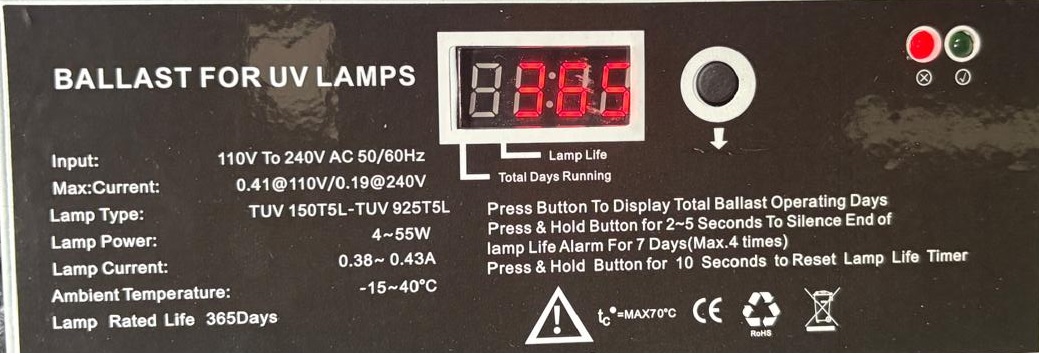 BALLAST FOR UV LAMPS
365
Lamp Life
Total Days Running
Input: 110V To 240V AC 50/60Hz
Max:Current: 0.41@110V/0.19@240V
Lamp Type: TUV 150T5L-TUV 925T5L
Lamp Power: 4~55W
Lamp Current: 0.38~ 0.43A
Ambient Temperature: -15~40°C
Lamp Rated Life 365Days
Press Button To Display Total Ballast Operating Days
Press & Hold Button for 2~5 Seconds To Silence End of
lamp Life Alarm For 7 Days(Max.4 times)
Press & Hold Button for 10 Seconds to Reset Lamp Life Timer
tc°=MAX70°C CE
RoHS